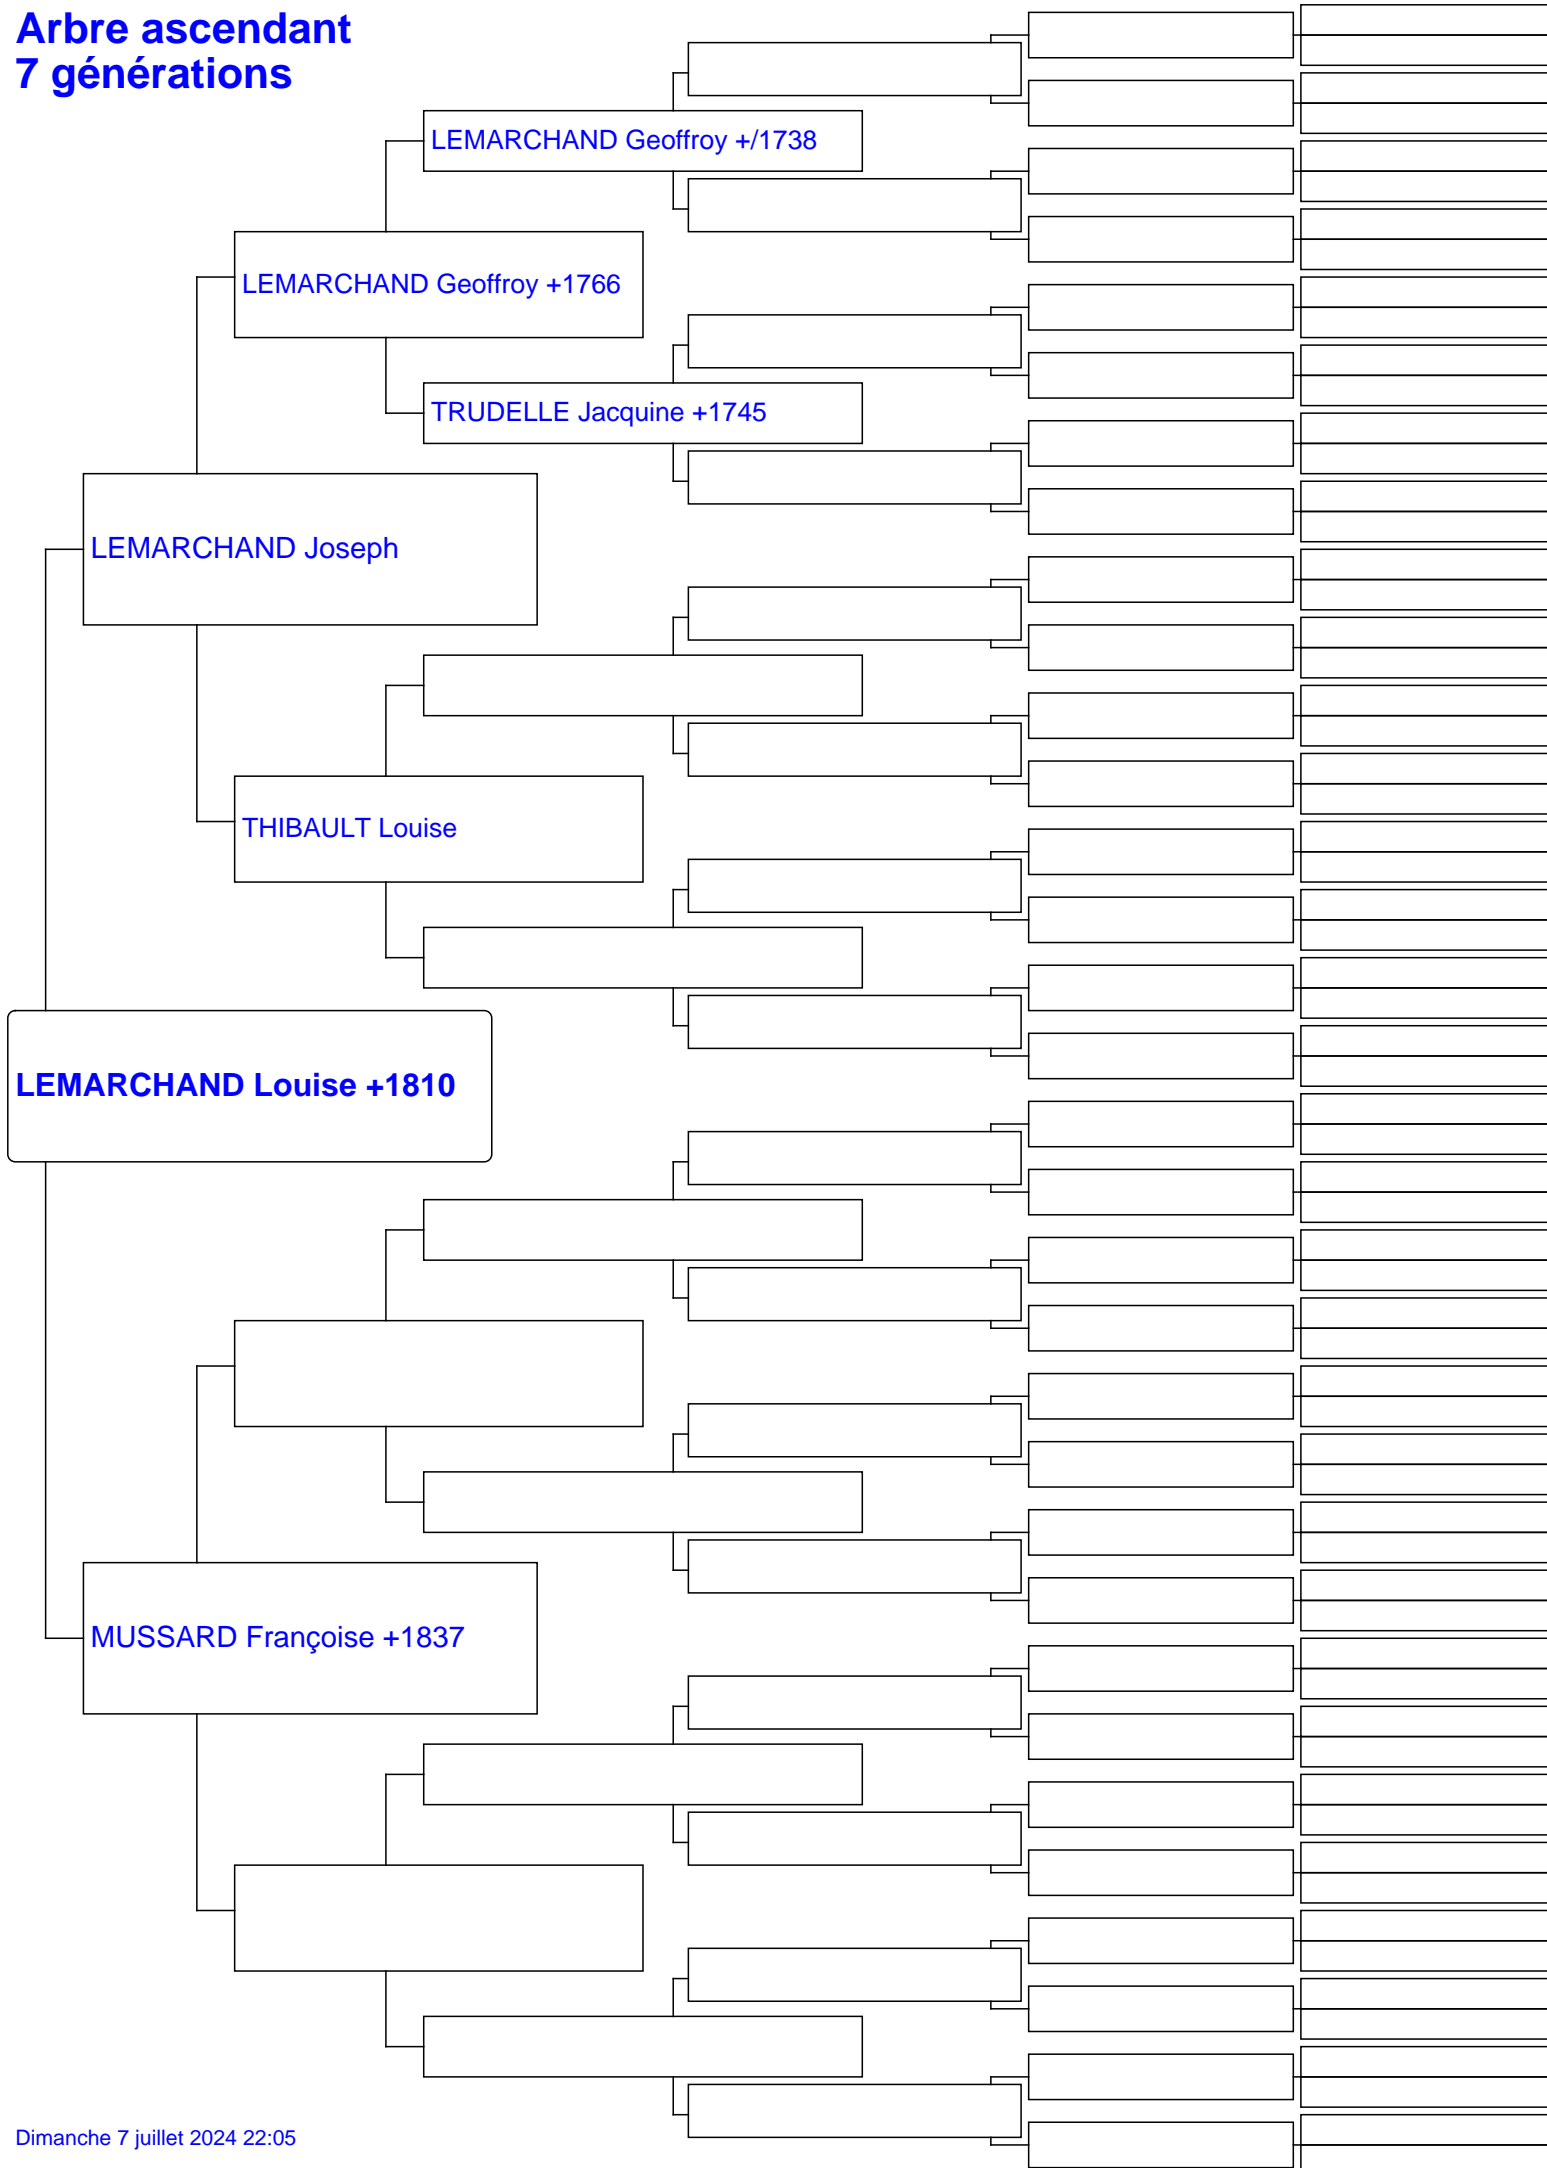 Arbre ascendant
7 générations
LEMARCHAND Geoffroy +/1738
LEMARCHAND Geoffroy +1766
TRUDELLE Jacquine +1745
LEMARCHAND Joseph
THIBAULT Louise
LEMARCHAND Louise +1810
MUSSARD Françoise +1837
Dimanche 7 juillet 2024 22:05